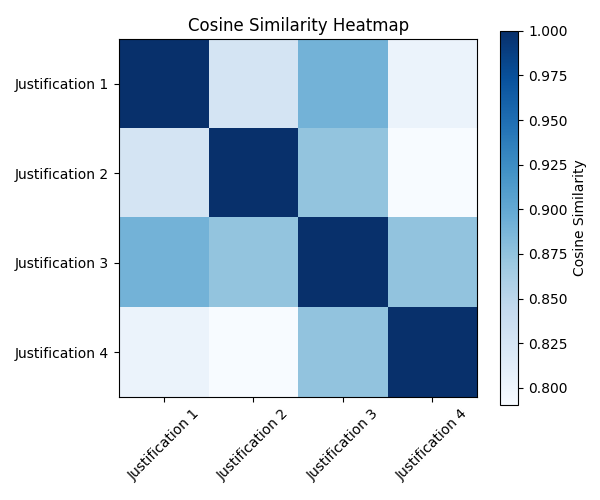 Cosine Similarity Heatmap
Justification 1
Justification 2
Justification 3
Justification 4
Justification 1
Justification 2
Justification 3
Justification 4
1.000
0.975
0.950
0.925
0.900
0.875
0.850
0.825
0.800
Cosine Similarity